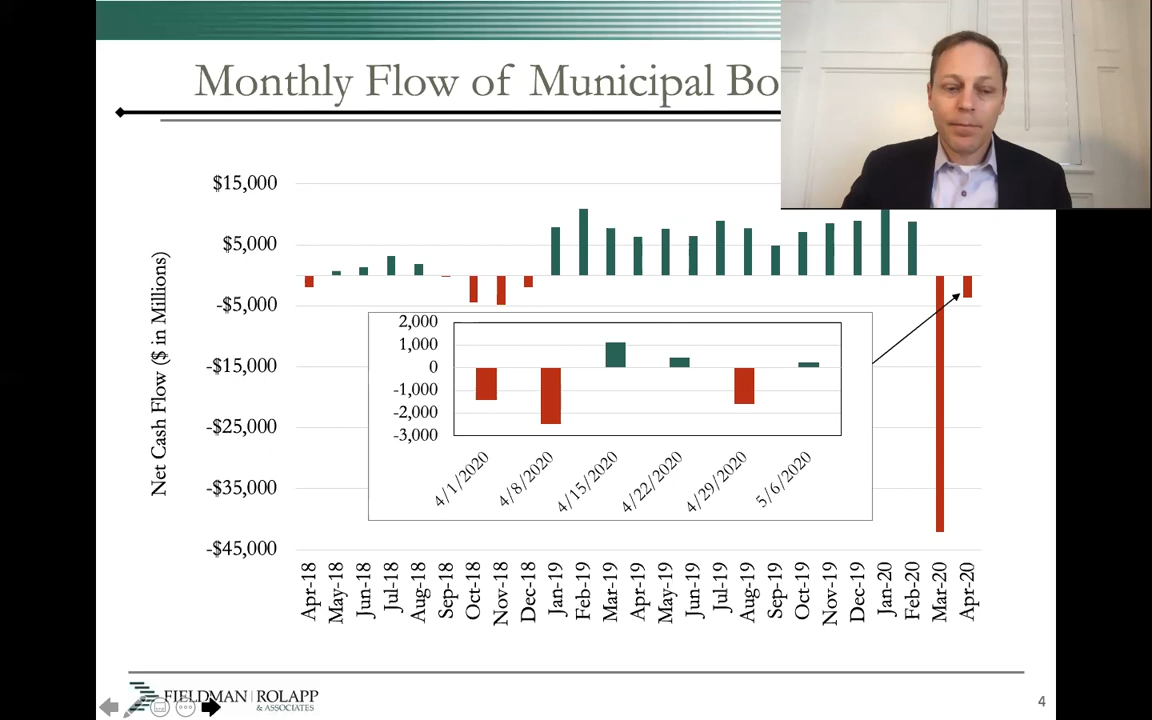 Monthly Flow of Municipal Bo
Net Cash Flow ($ in Millions)
$15,000
$5,000
-$5,000
-$15,000
-$25,000
-$35,000
-$45,000
2,000
1,000
0
-1,000
-2,000
-3,000
4/1/2020
4/8/2020
4/15/2020
4/22/2020
4/29/2020
5/6/2020
Apr-18
May-18
Jun-18
Jul-18
Aug-18
Sep-18
Oct-18
Nov-18
Dec-18
Jan-19
Feb-19
Mar-19
Apr-19
May-19
Jun-19
Jul-19
Aug-19
Sep-19
Oct-19
Nov-19
Dec-19
Jan-20
Feb-20
Mar-20
Apr-20
FIELDMAN | ROLAPP
& ASSOCIATES
4